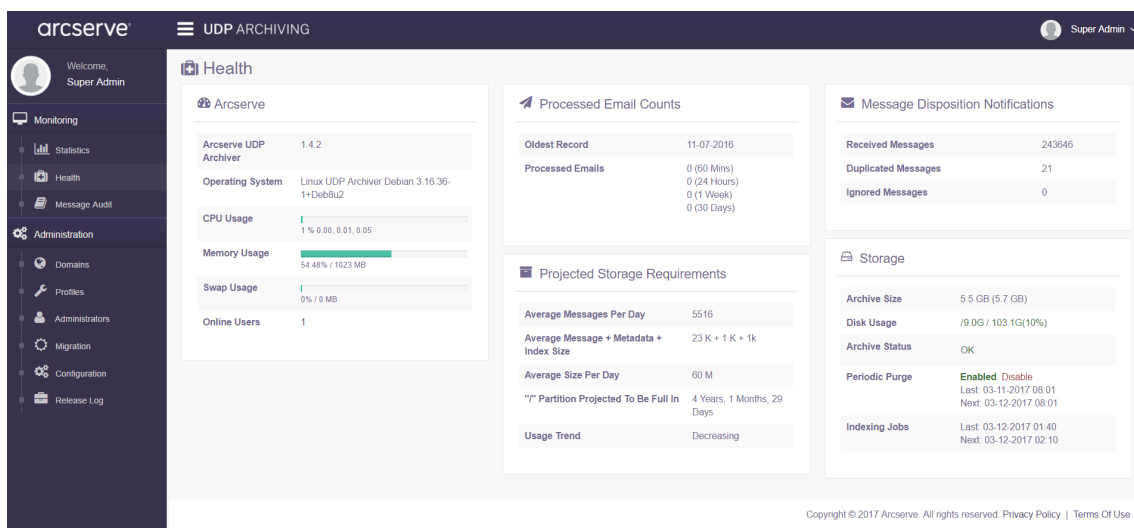 arcserve®
UDP ARCHIVING
Super Admin
Welcome,
Super Admin
Monitoring
Statistics
Health
Message Audit
Administration
Domains
Profiles
Administrators
Migration
Configuration
Release Log
Health
Arcserve
Arcserve UDP
Archiver
1.4.2
Operating System
Linux UDP Archiver Debian 3.16.36-
1+Deb8u2
CPU Usage
1 % 0.00, 0.01, 0.05
Memory Usage
54.48% / 1023 MB
Swap Usage
0% / 0 MB
Online Users
1
Processed Email Counts
Oldest Record
11-07-2016
Processed Emails
0 (60 Mins)
0 (24 Hours)
0 (1 Week)
0 (30 Days)
Projected Storage Requirements
Average Messages Per Day
5516
Average Message + Metadata +
Index Size
23 K + 1 K + 1k
Average Size Per Day
60 M
"/" Partition Projected To Be Full In
4 Years, 1 Months, 29
Days
Usage Trend
Decreasing
Message Disposition Notifications
Received Messages
243646
Duplicated Messages
21
Ignored Messages
0
Storage
Archive Size
5.5 GB (5.7 GB)
Disk Usage
/9.0G / 103.1G(10%)
Archive Status
OK
Periodic Purge
Enabled, Disable
Last: 03-11-2017 08:01
Next: 03-12-2017 08:01
Indexing Jobs
Last: 03-12-2017 01:40
Next: 03-12-2017 02:10
Copyright © 2017 Arcserve. All rights reserved. Privacy Policy | Terms Of Use